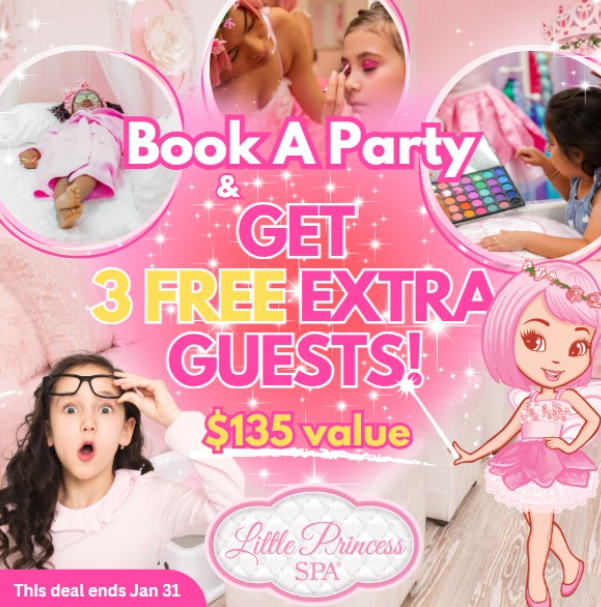 Book A Party
&
GET
3 FREE EXTRA
GUESTS!
$135 value
Little Princess
SPA®
This deal ends Jan 31